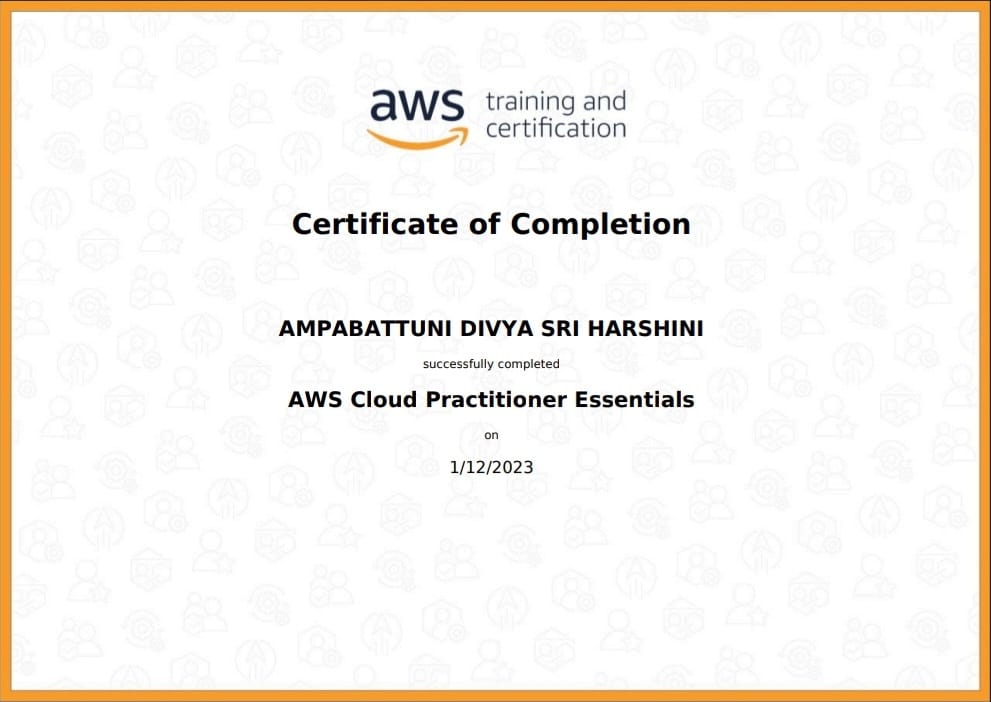 aws training and
certification
Certificate of Completion
AMPABATTUNI DIVYA SRI HARSHINI
successfully completed
AWS Cloud Practitioner Essentials
on
1/12/2023